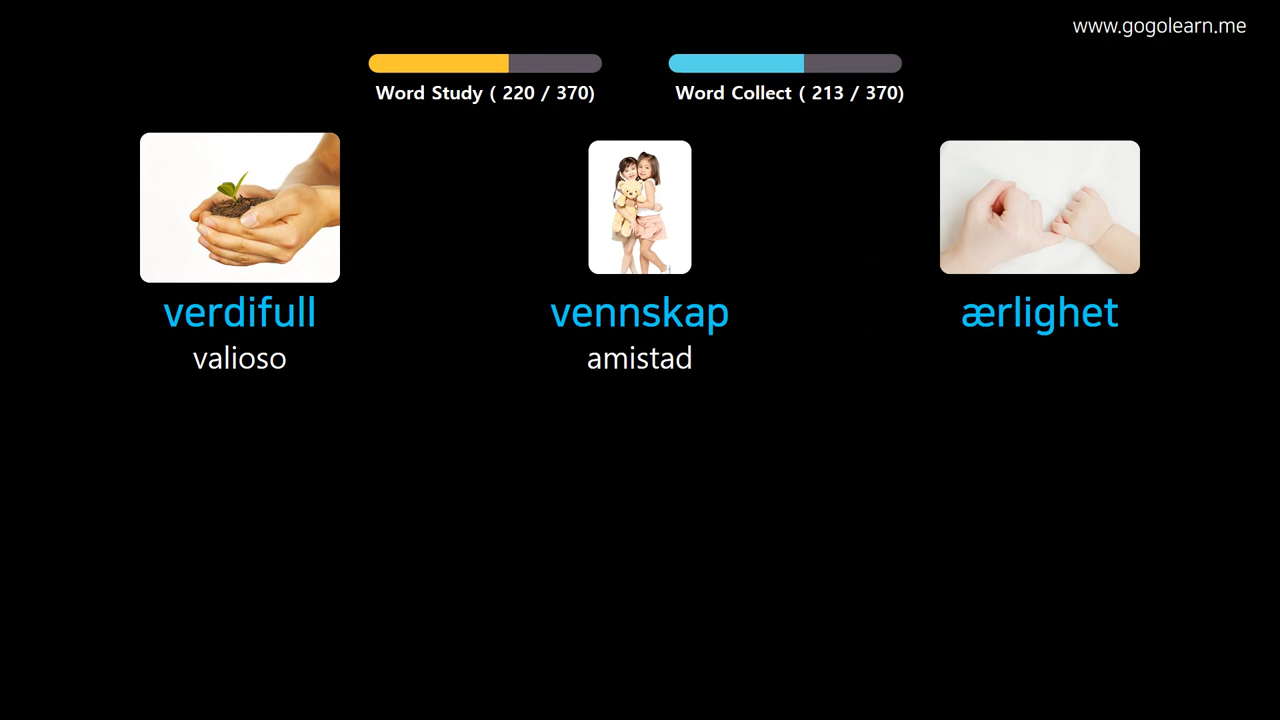 www.gogolearn.me
Word Study ( 220 / 370)
Word Collect ( 213 / 370)
verdifull
vennskap
ærlighet
valioso
amistad